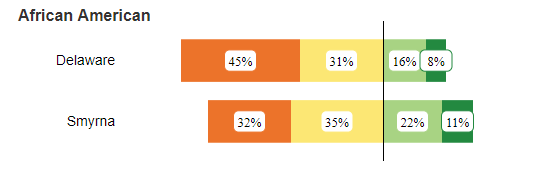 African American
Delaware 45% 31% 16% 8%
Smyrna 32% 35% 22% 11%